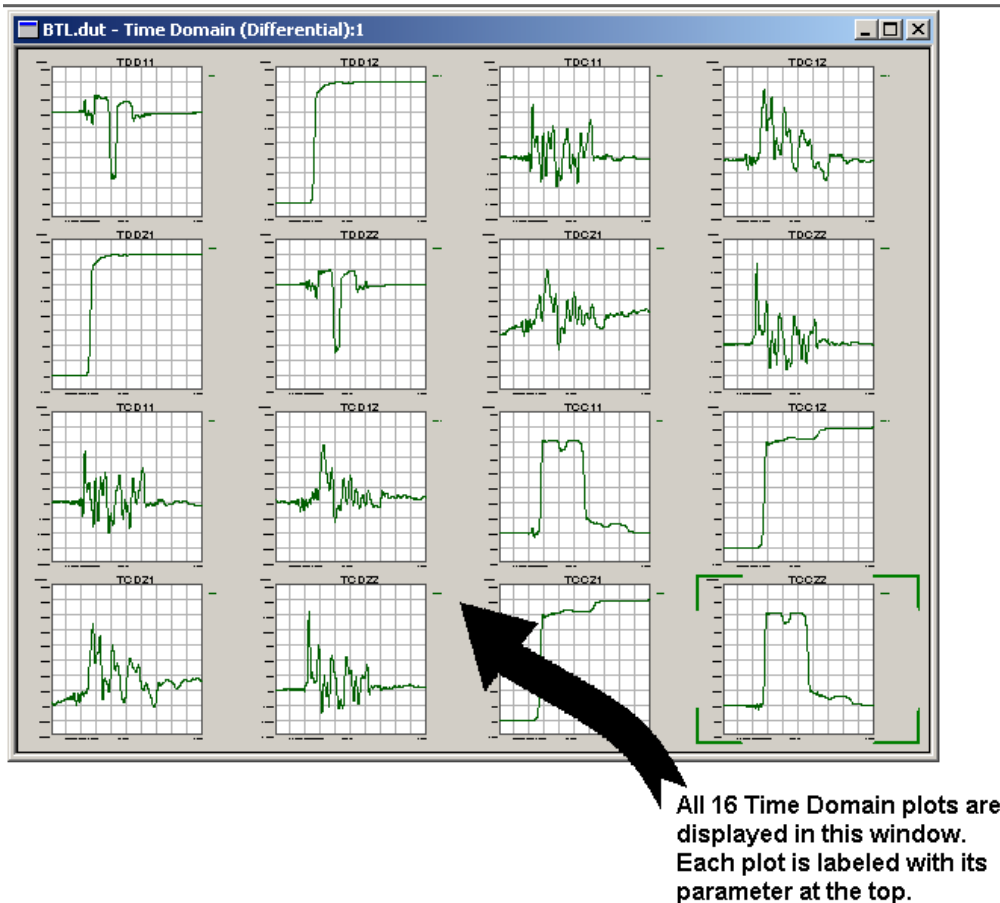 BTL.dut - Time Domain (Differential):1
TDD11 TDD12 TDC11 TDC12
TDD21 TDD22 TDC21 TDC22
TCD11 TCD12 TCC11 TCC12
TCD21 TCD22 TCC21 TCC22
All 16 Time Domain plots are
displayed in this window.
Each plot is labeled with its
parameter at the top.